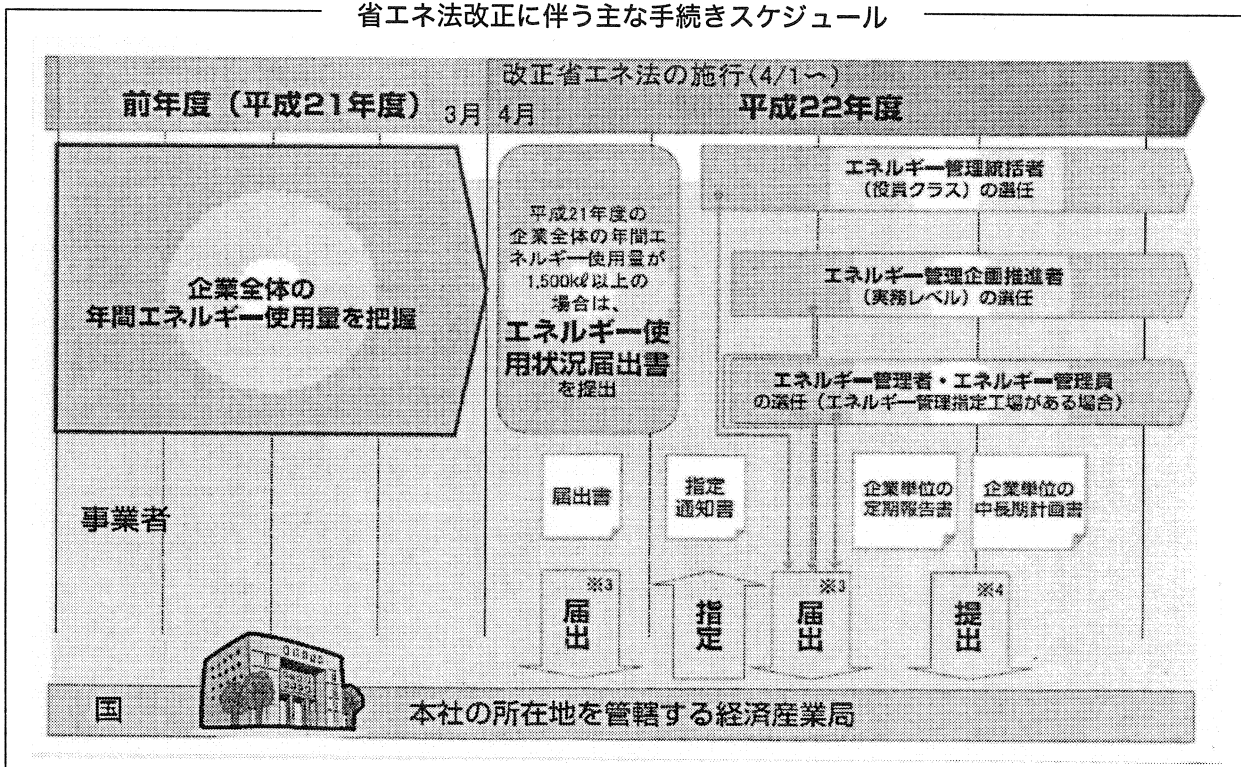 省エネ法改正に伴う主な手続きスケジュール
改正省エネ法の施行(4/1〜)
前年度(平成21年度)
3月
4月
平成22年度
企業全体の
年間エネルギー使用量を把握
平成21年度の
企業全体の年間エ
ネルギー使用量が
1,500kℓ以上の
場合は、
エネルギー使
用状況届出書
を提出
エネルギー管理統括者
(役員クラス)の選任
エネルギー管理企画推進者
(実務レベル)の選任
エネルギー管理者・エネルギー管理員
の選任(エネルギー管理指定工場がある場合)
事業者
届出書
指定
通知書
企業単位の
定期報告書
企業単位の
中長期計画書
※3
届出
指定
※3
届出
※4
提出
国
本社の所在地を管轄する経済産業局